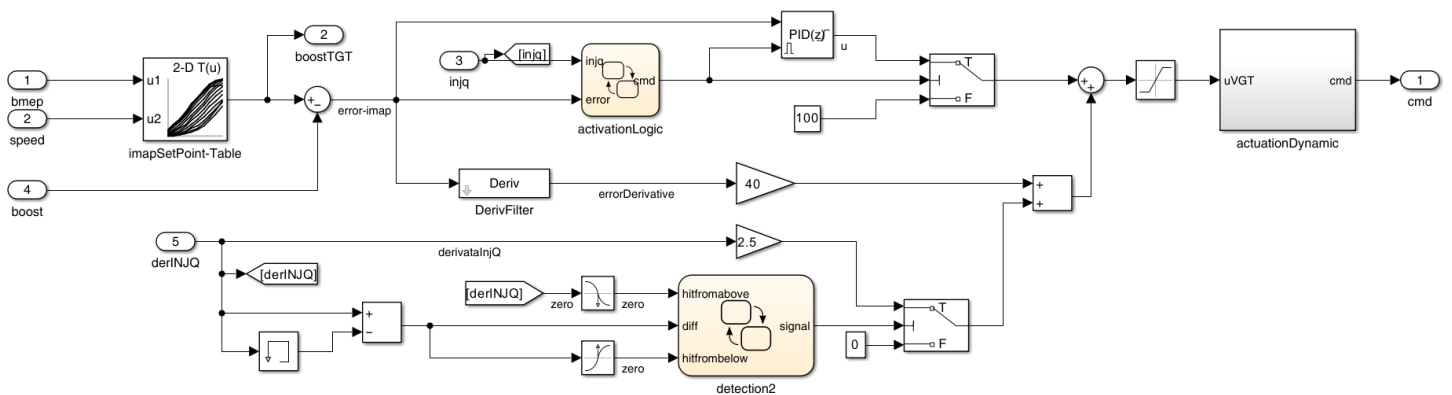 1
bmep
2
speed
4
boost
2-D T(u)
u1
u2
imapSetPoint-Table
2
boostTGT
+
−
error-imap
3
injq
[injq]
injq
error
cmd
activationLogic
PID(z)
u
100
T
F
+
+
uVGT
cmd
actuationDynamic
1
cmd
Deriv
DerivFilter
errorDerivative
40
+
+
5
derINJQ
[derINJQ]
derivataInjQ
2.5
+
−
[derINJQ]
zero
zero
zero
hitfromabove
diff
hitfrombelow
signal
detection2
0
T
F